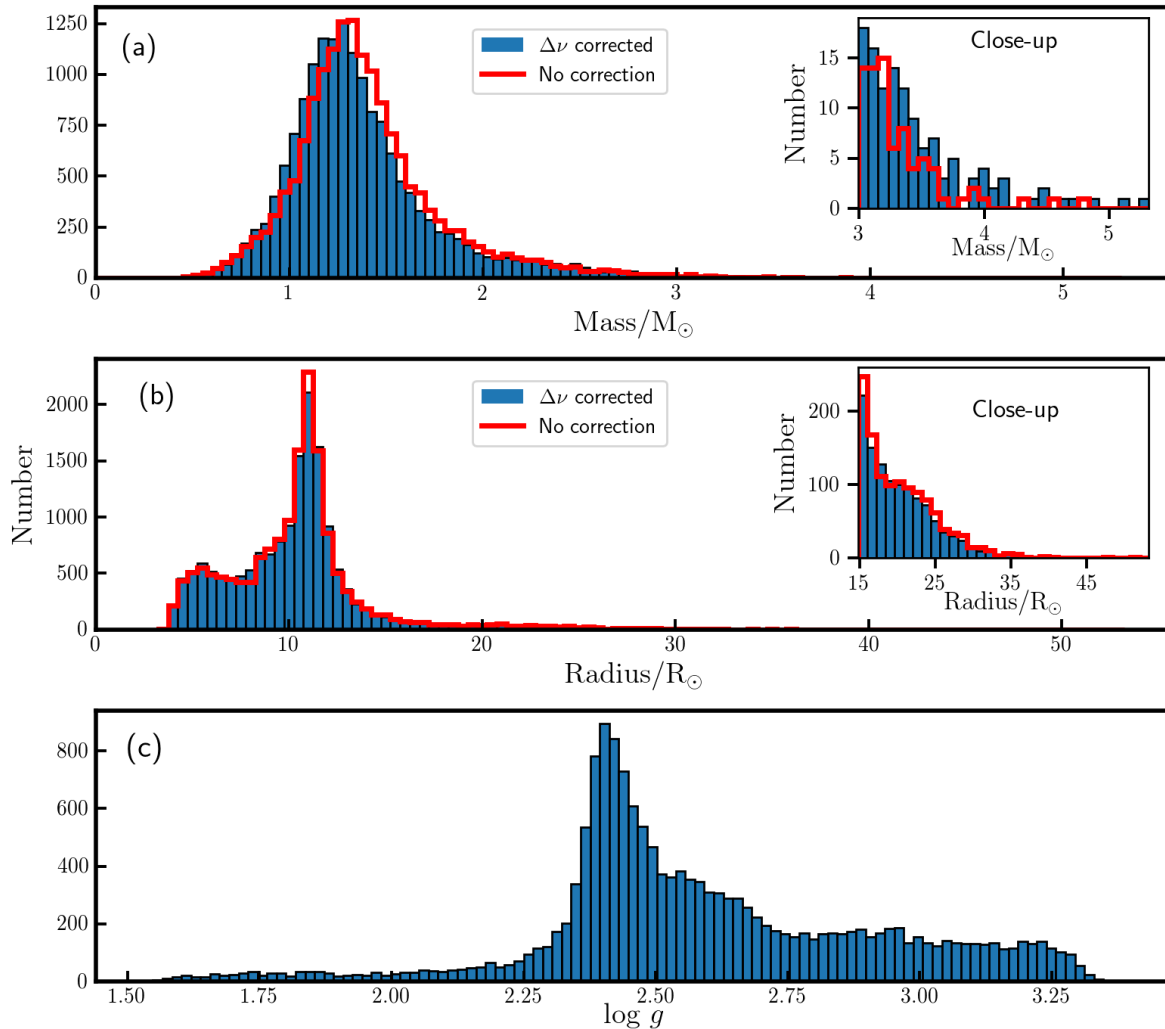 (a)
Δν corrected
No correction
Close-up
Number
15
10
5
0
3
4
5
Mass/M⊙
1250
1000
750
500
250
0
0
1
2
3
4
5
Mass/M⊙
(b)
Δν corrected
No correction
Close-up
Number
200
100
0
15
25
35
45
Radius/R⊙
Number
2000
1500
1000
500
0
0
10
20
30
40
50
Radius/R⊙
(c)
800
600
400
200
0
1.50
1.75
2.00
2.25
2.50
2.75
3.00
3.25
log g